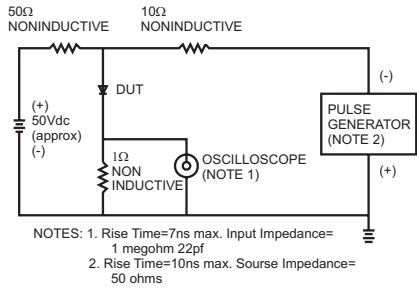 50Ω
NONINDUCTIVE
10Ω
NONINDUCTIVE
(+)
50Vdc
(approx)
(-)
DUT
1Ω
NON
INDUCTIVE
OSCILLOSCOPE
(NOTE 1)
(-)
PULSE
GENERATOR
(NOTE 2)
(+)
NOTES: 1. Rise Time=7ns max. Input Impedance=
1 megohm 22pf
2. Rise Time=10ns max. Sourse Impedance=
50 ohms